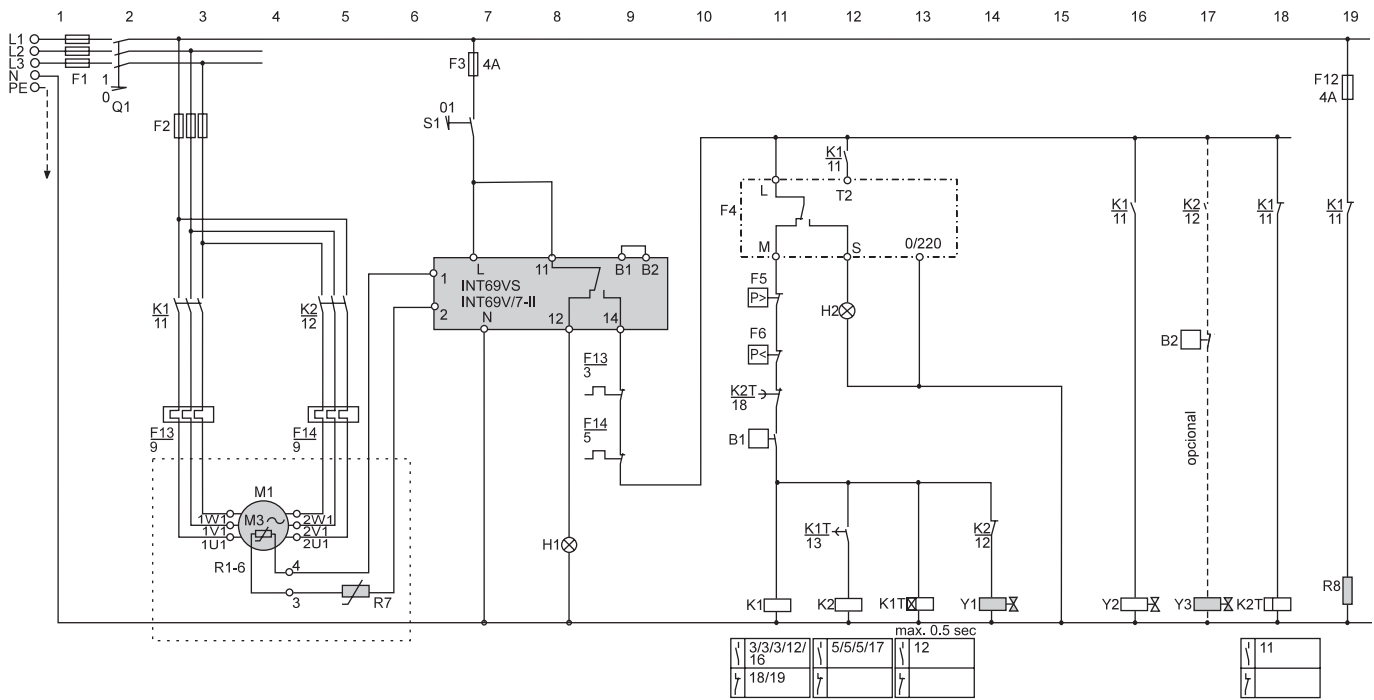 1 2 3 4 5 6 7 8 9 10 11 12 13 14 15 16 17 18 19
L1
L2
L3
N
PE
F1
1
0
Q1
F2
F3 4A
01
S1
F12
4A
K1
11
L T2
F4
M S 0/220
K1
11
K2
12
K1
11
K1
11
L 11 B1 B2
1 INT69VS
INT69V/7-II
2
N 12 14
K1
11
K2
12
F5
P>
H2
F6
P<
B2
F13
3
K2T
18
F13
9
F14
9
F14
5
B1
opcional
M1
M3
1W1 2W1
1V1 2V1
1U1 2U1
R1-6
4
3
R7
H1
K1T
13
K2
12
K1 K2 K1T Y1 Y2 Y3 K2T R8
max. 0.5 sec
3/3/3/12/
16
5/5/5/17
12
11
18/19